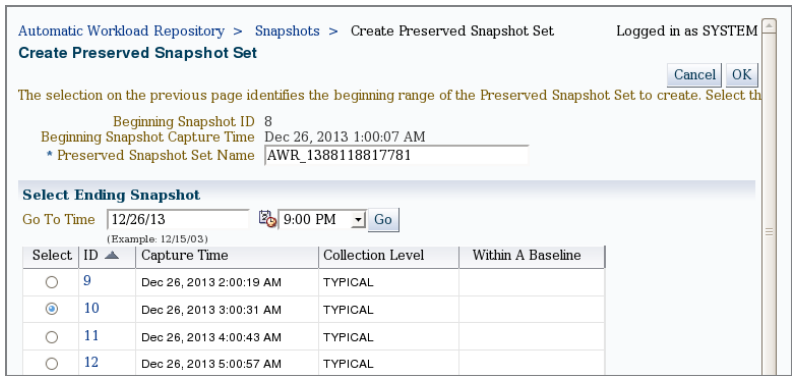 Automatic Workload Repository > Snapshots > Create Preserved Snapshot Set Logged in as SYSTEM
Create Preserved Snapshot Set
Cancel OK
The selection on the previous page identifies the beginning range of the Preserved Snapshot Set to create. Select th
Beginning Snapshot ID 8
Beginning Snapshot Capture Time Dec 26, 2013 1:00:07 AM
* Preserved Snapshot Set Name AWR_1388118817781
Select Ending Snapshot
Go To Time 12/26/13 9:00 PM Go
(Example: 12/15/03)
Select ID Capture Time Collection Level Within A Baseline
9 Dec 26, 2013 2:00:19 AM TYPICAL
10 Dec 26, 2013 3:00:31 AM TYPICAL
11 Dec 26, 2013 4:00:43 AM TYPICAL
12 Dec 26, 2013 5:00:57 AM TYPICAL